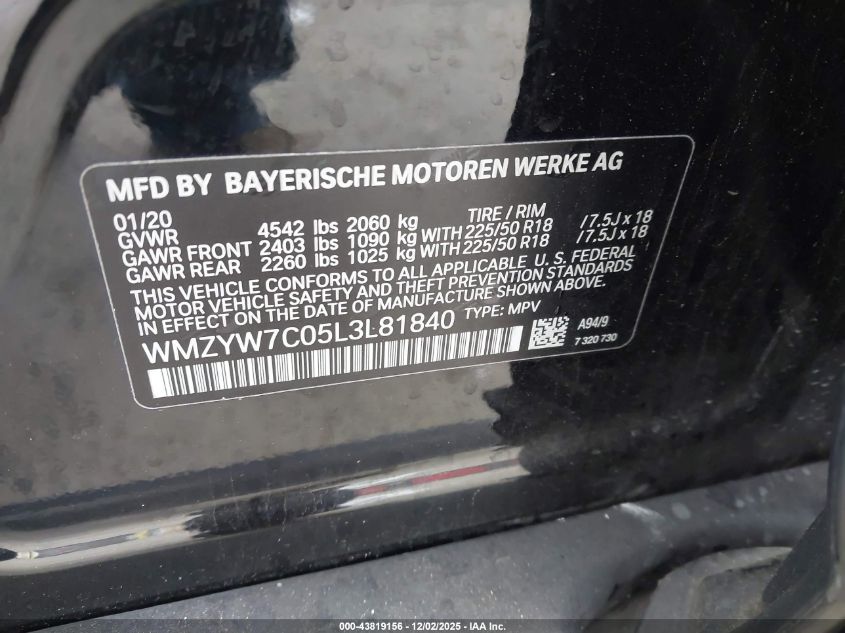 MFD BY BAYERISCHE MOTOREN WERKE AG
01/20 TIRE / RIM
GVWR 4542 lbs 2060 kg
GAWR FRONT 2403 lbs 1090 kg WITH 225/50 R18 /7.5J x 18
GAWR REAR 2260 lbs 1025 kg WITH 225/50 R18 /7.5J x 18
THIS VEHICLE CONFORMS TO ALL APPLICABLE U. S. FEDERAL
MOTOR VEHICLE SAFETY AND THEFT PREVENTION STANDARDS
IN EFFECT ON THE DATE OF MANUFACTURE SHOWN ABOVE.
WMZYW7C05L3L81840 TYPE: MPV
A94/9
7 320 730
000-43819156 - 12/02/2025 - IAA Inc.